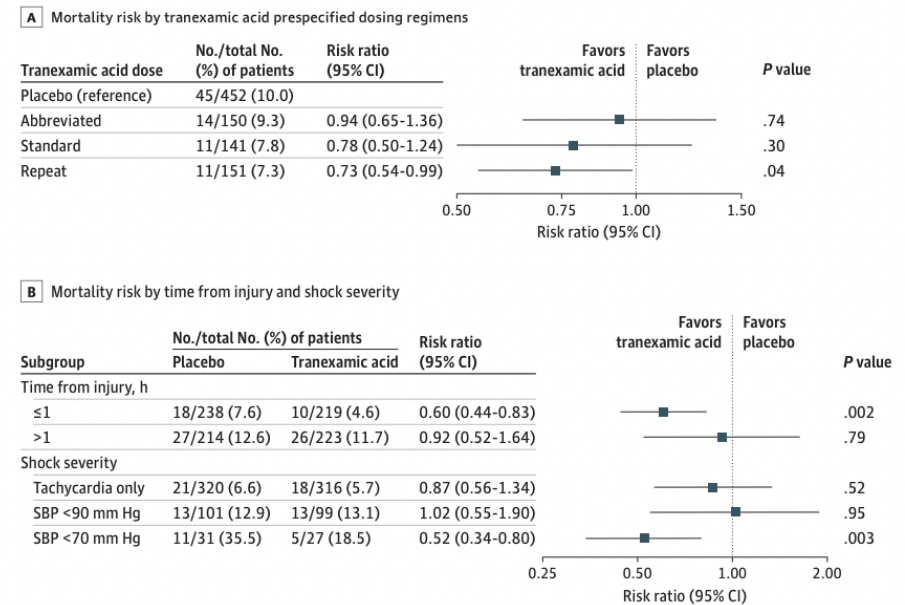 A Mortality risk by tranexamic acid prespecified dosing regimens
No./total No. Risk ratio Favors Favors
Tranexamic acid dose (%) of patients (95% CI) tranexamic acid placebo P value
Placebo (reference) 45/452 (10.0)
Abbreviated 14/150 (9.3) 0.94 (0.65-1.36) .74
Standard 11/141 (7.8) 0.78 (0.50-1.24) .30
Repeat 11/151 (7.3) 0.73 (0.54-0.99) .04
0.50 0.75 1.00 1.50
Risk ratio (95% CI)
B Mortality risk by time from injury and shock severity
No./total No. (%) of patients Risk ratio Favors Favors
Subgroup Placebo Tranexamic acid (95% CI) tranexamic acid placebo P value
Time from injury, h
≤1 18/238 (7.6) 10/219 (4.6) 0.60 (0.44-0.83) .002
>1 27/214 (12.6) 26/223 (11.7) 0.92 (0.52-1.64) .79
Shock severity
Tachycardia only 21/320 (6.6) 18/316 (5.7) 0.87 (0.56-1.34) .52
SBP <90 mm Hg 13/101 (12.9) 13/99 (13.1) 1.02 (0.55-1.90) .95
SBP <70 mm Hg 11/31 (35.5) 5/27 (18.5) 0.52 (0.34-0.80) .003
0.25 0.50 1.00 2.00
Risk ratio (95% CI)